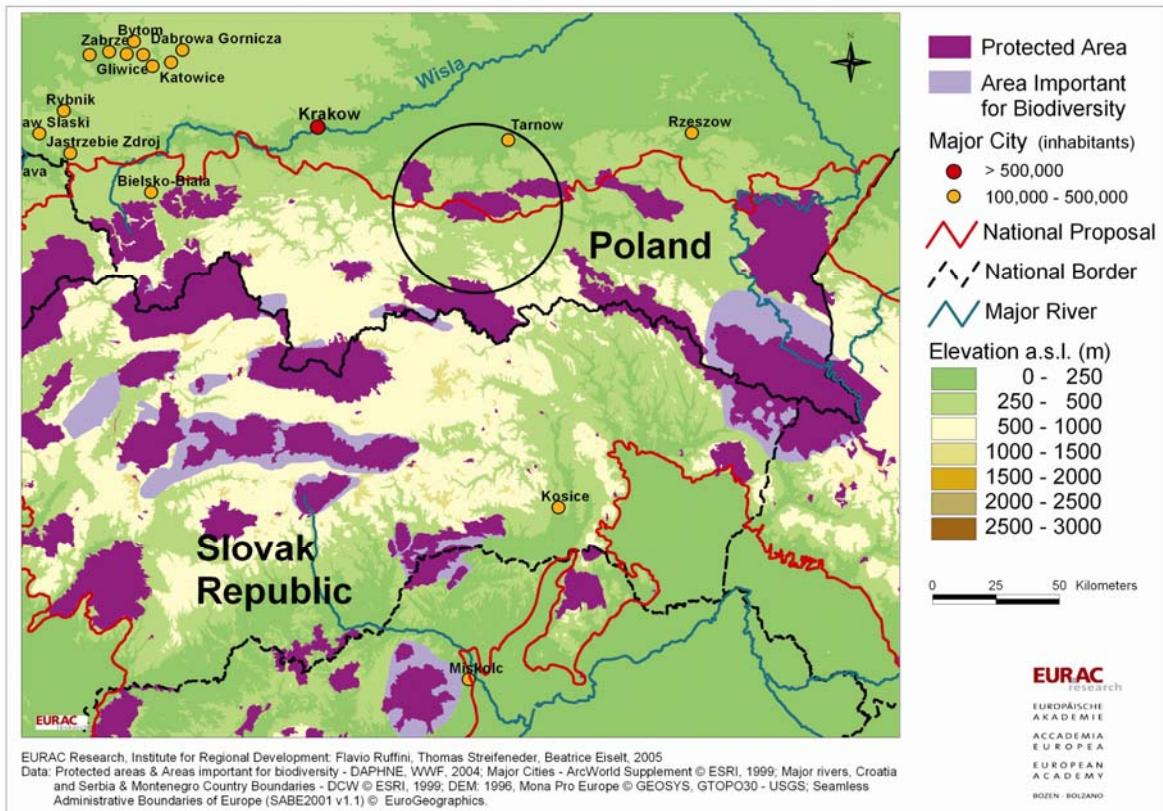 Bytom
Zabrze
Dabrowa Gornicza
Gliwice
Katowice
Wisla
N
Rybnik
aw Slaski
Krakow
Tarnow
Rzeszow
Jastrzebie Zdroj
ava
Bielsko-Biala
Poland
Kosice
Slovak
Republic
Miskolc
EURAC
research
Protected Area
Area Important
for Biodiversity
Major City (inhabitants)
> 500,000
100,000 - 500,000
National Proposal
National Border
Major River
Elevation a.s.l. (m)
0 - 250
250 - 500
500 - 1000
1000 - 1500
1500 - 2000
2000 - 2500
2500 - 3000
0 25 50 Kilometers
EURAC
research
EUROPÄISCHE
AKADEMIE
ACCADEMIA
EUROPEA
EUROPEAN
ACADEMY
BOZEN - BOLZANO
EURAC Research, Institute for Regional Development: Flavio Ruffini, Thomas Streifeneder, Beatrice Eiselt, 2005
Data: Protected areas & Areas important for biodiversity - DAPHNE, WWF, 2004; Major Cities - ArcWorld Supplement © ESRI, 1999; Major rivers, Croatia
and Serbia & Montenegro Country Boundaries - DCW © ESRI, 1999; DEM: 1996, Mona Pro Europe © GEOSYS, GTOPO30 - USGS; Seamless
Administrative Boundaries of Europe (SABE2001 v1.1) © EuroGeographics.